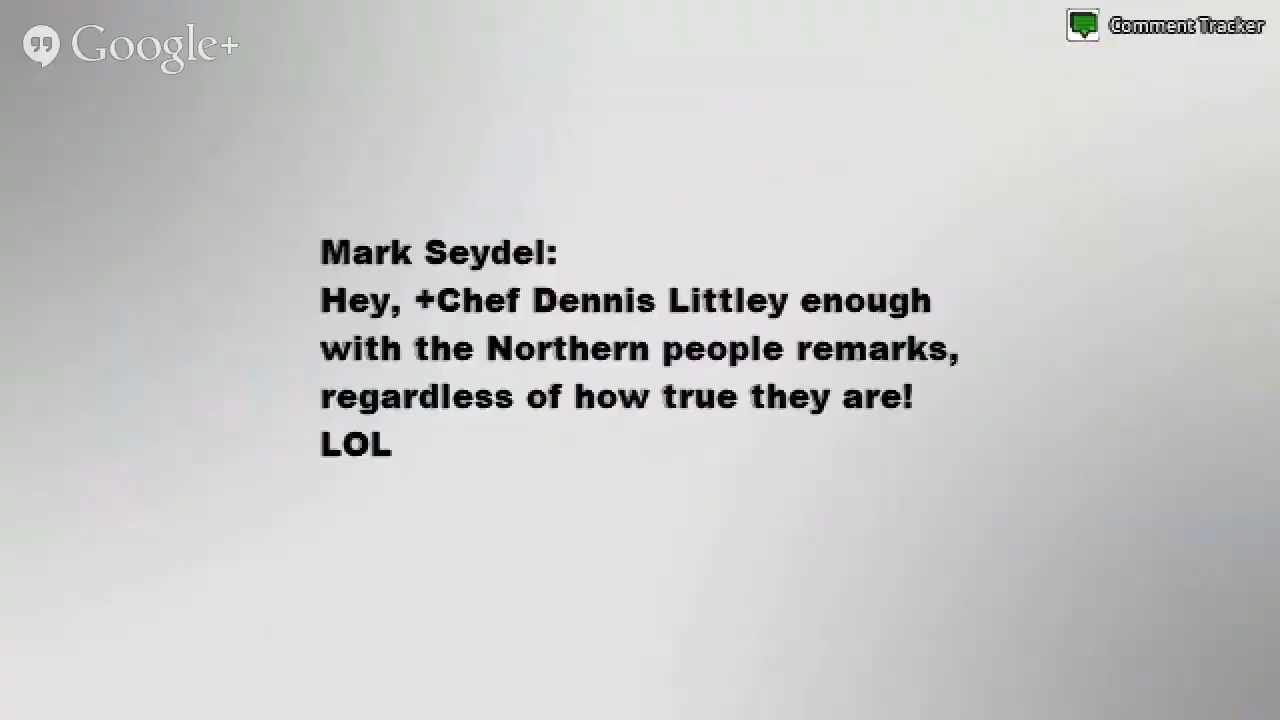 Google+
Comment Tracker
Mark Seydel:
Hey, +Chef Dennis Littley enough
with the Northern people remarks,
regardless of how true they are!
LOL